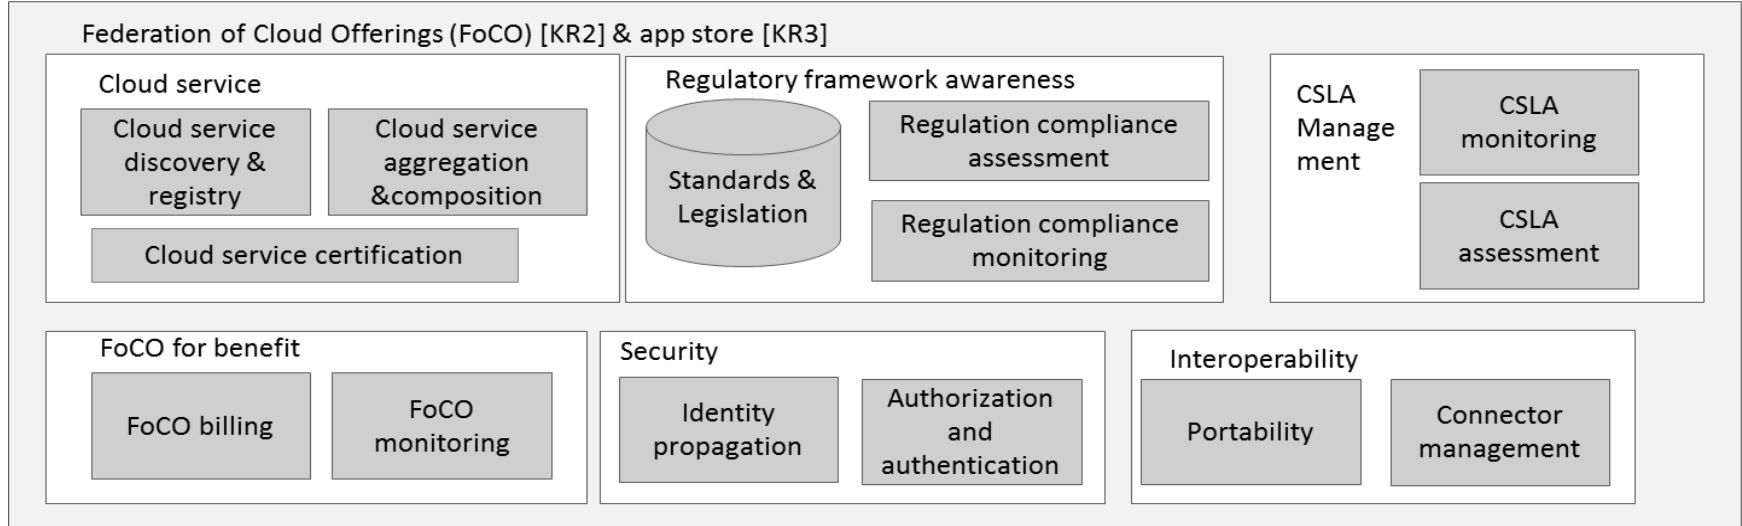 Federation of Cloud Offerings (FoCO) [KR2] & app store [KR3]
Cloud service
Cloud service
discovery &
registry
Cloud service
aggregation
&composition
Cloud service certification
Regulatory framework awareness
Standards &
Legislation
Regulation compliance
assessment
Regulation compliance
monitoring
CSLA
Manage
ment
CSLA
monitoring
CSLA
assessment
FoCO for benefit
FoCO billing
FoCO
monitoring
Security
Identity
propagation
Authorization
and
authentication
Interoperability
Portability
Connector
management